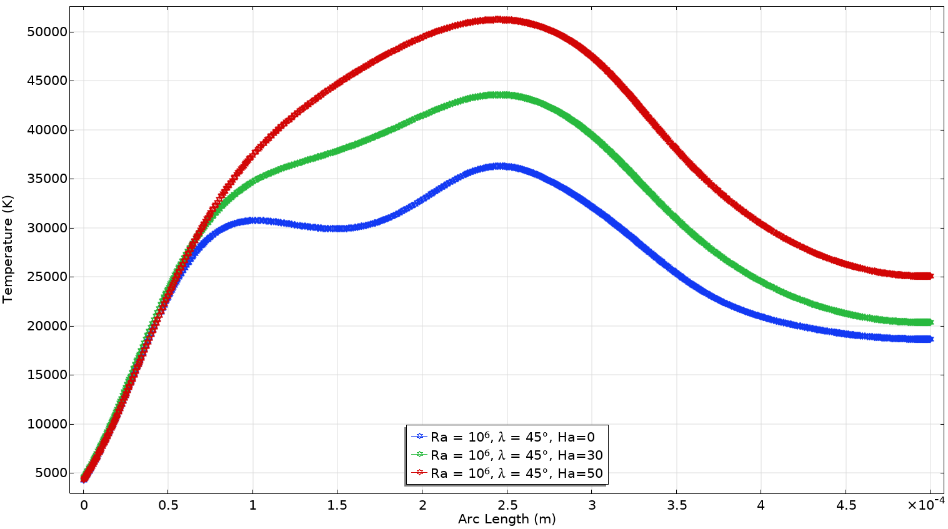 50000
45000
40000
35000
30000
25000
20000
15000
10000
5000
Temperature (K)
Ra = 10⁶, λ = 45°, Ha=0
Ra = 10⁶, λ = 45°, Ha=30
Ra = 10⁶, λ = 45°, Ha=50
0 0.5 1 1.5 2 2.5 3 3.5 4 4.5 ×10⁻⁴
Arc Length (m)